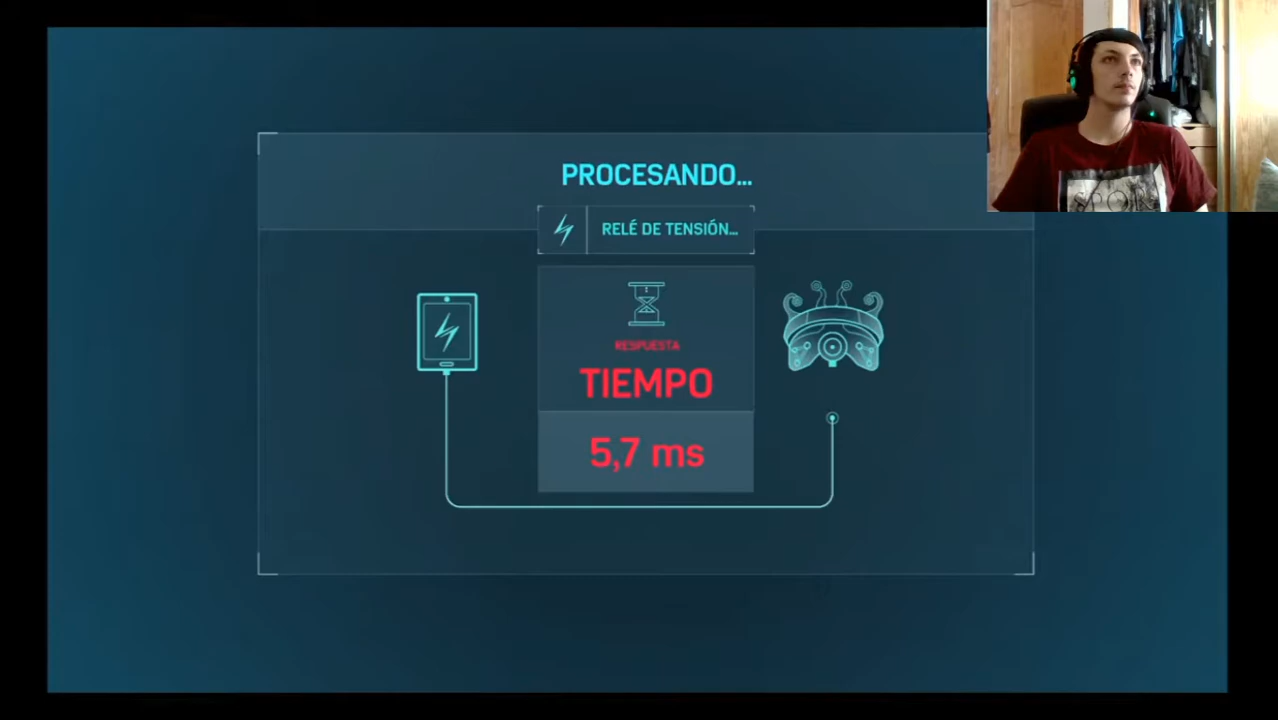 PROCESANDO...
RELÉ DE TENSIÓN...
RESPUESTA
TIEMPO
5,7 ms